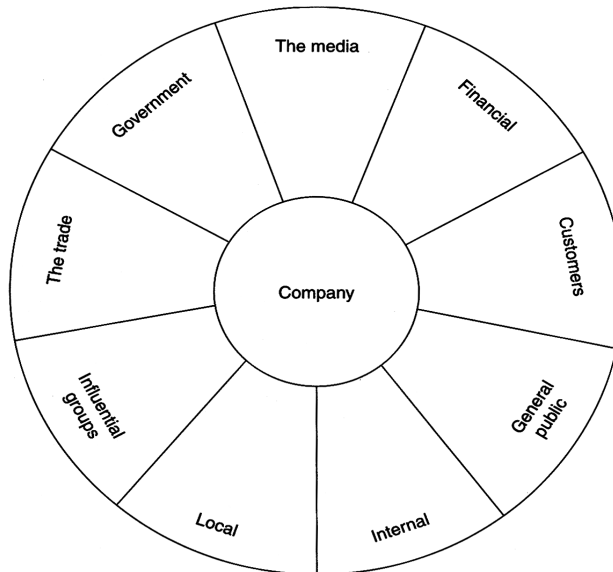 The media
Financial
Customers
General
public
Internal
Local
Influential
groups
The trade
Government
Company